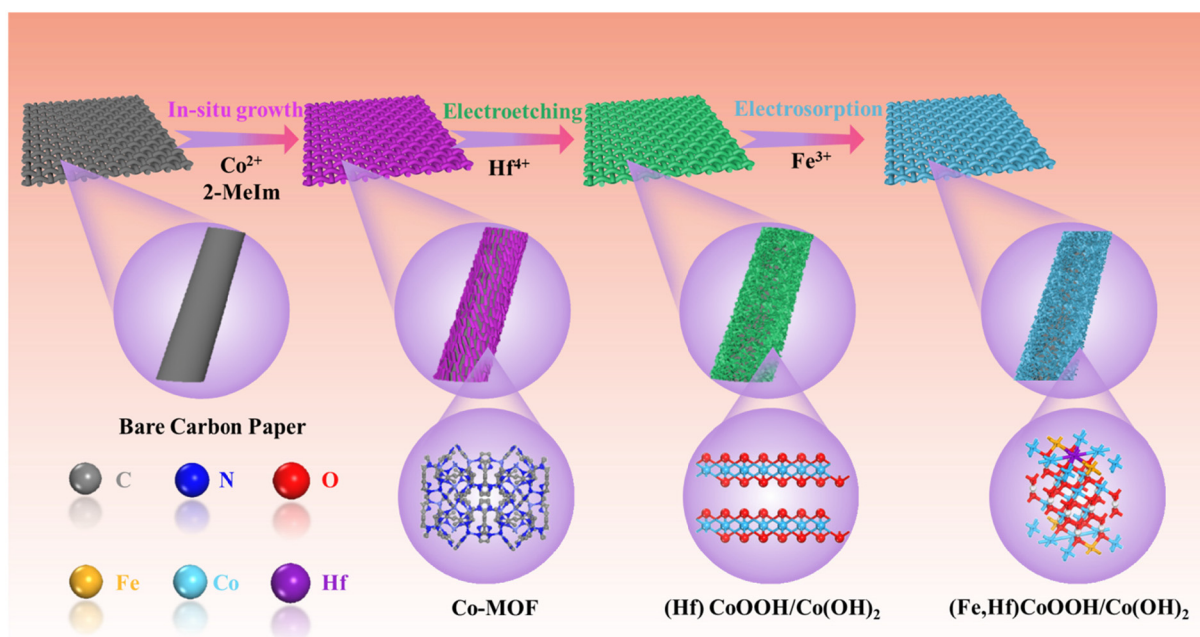 In-situ growth
Electroetching
Electrosorption
Co²⁺
2-MeIm
Hf⁴⁺
Fe³⁺
Bare Carbon Paper
C
N
O
Fe
Co
Hf
Co-MOF
(Hf) CoOOH/Co(OH)₂
(Fe,Hf)CoOOH/Co(OH)₂